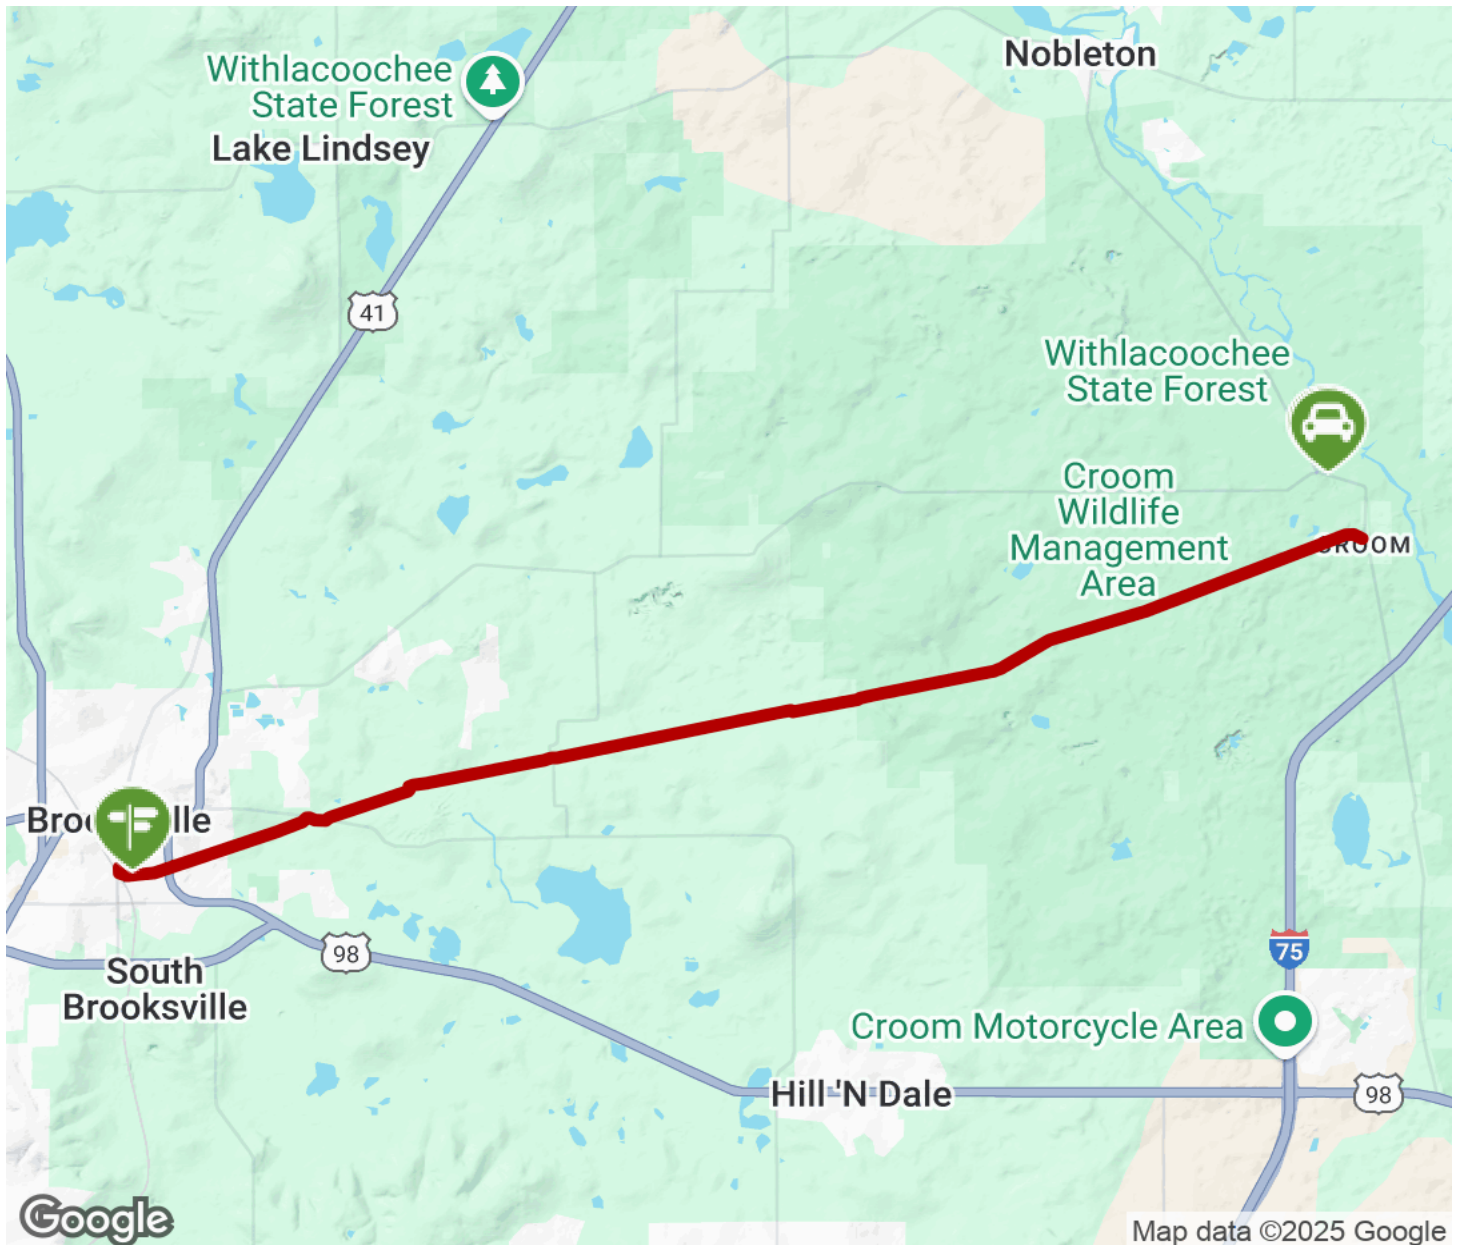 Nobleton
Withlacoochee
State Forest
Lake Lindsey
41
Withlacoochee
State Forest
Croom
Wildlife
Management
Area
CROOM
98
South
Brooksville
75
Croom Motorcycle Area
Hill 'N Dale
98
Google
Map data ©2025 Google